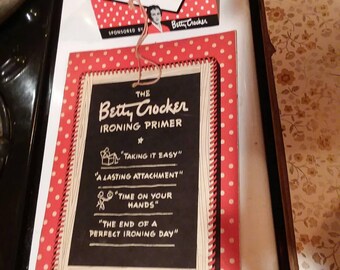 SPONSORED BY Betty Crocker
THE
Betty Crocker
IRONING PRIMER
"TAKING IT EASY"
"A LASTING ATTACHMENT"
"TIME ON YOUR
HANDS"
"THE END OF A
PERFECT IRONING DAY"